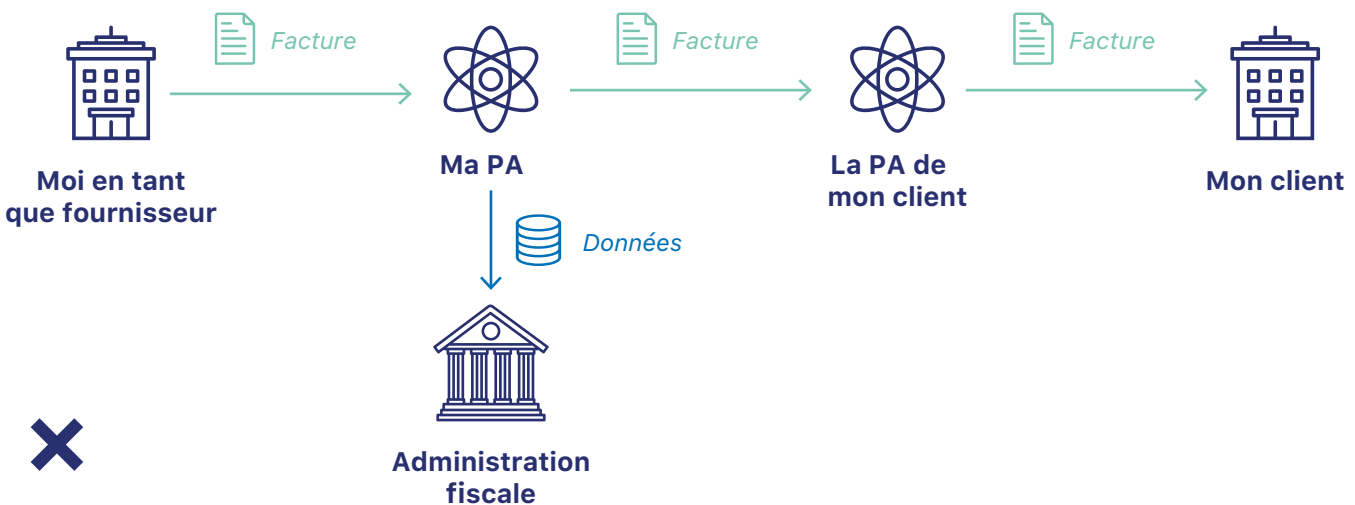 Facture
Facture
Facture
Moi en tant
que fournisseur
Ma PA
La PA de
mon client
Mon client
Données
Administration
fiscale